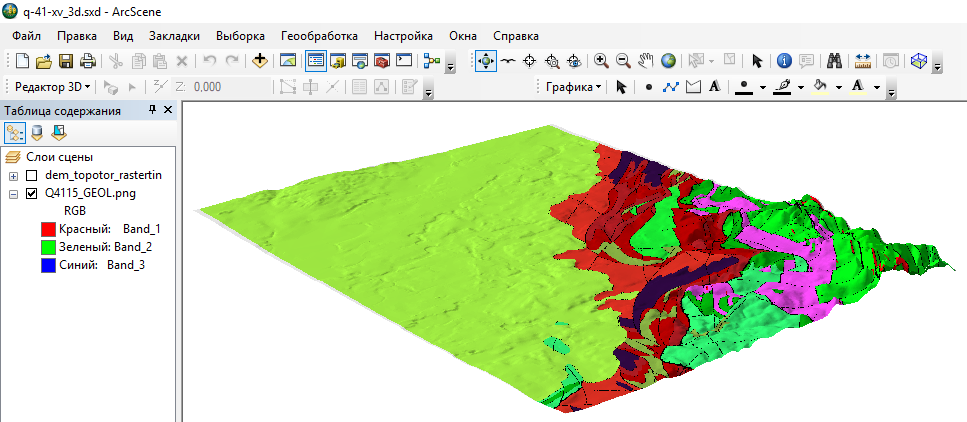 q-41-xv_3d.sxd - ArcScene
Файл Правка Вид Закладки Выборка Геообработка Настройка Окна Справка
Редактор 3D Z: 0,000 Графика A A
Таблица содержания
Слои сцены
dem_topotor_rastertin
Q4115_GEOL.png
RGB
Красный: Band_1
Зеленый: Band_2
Синий: Band_3